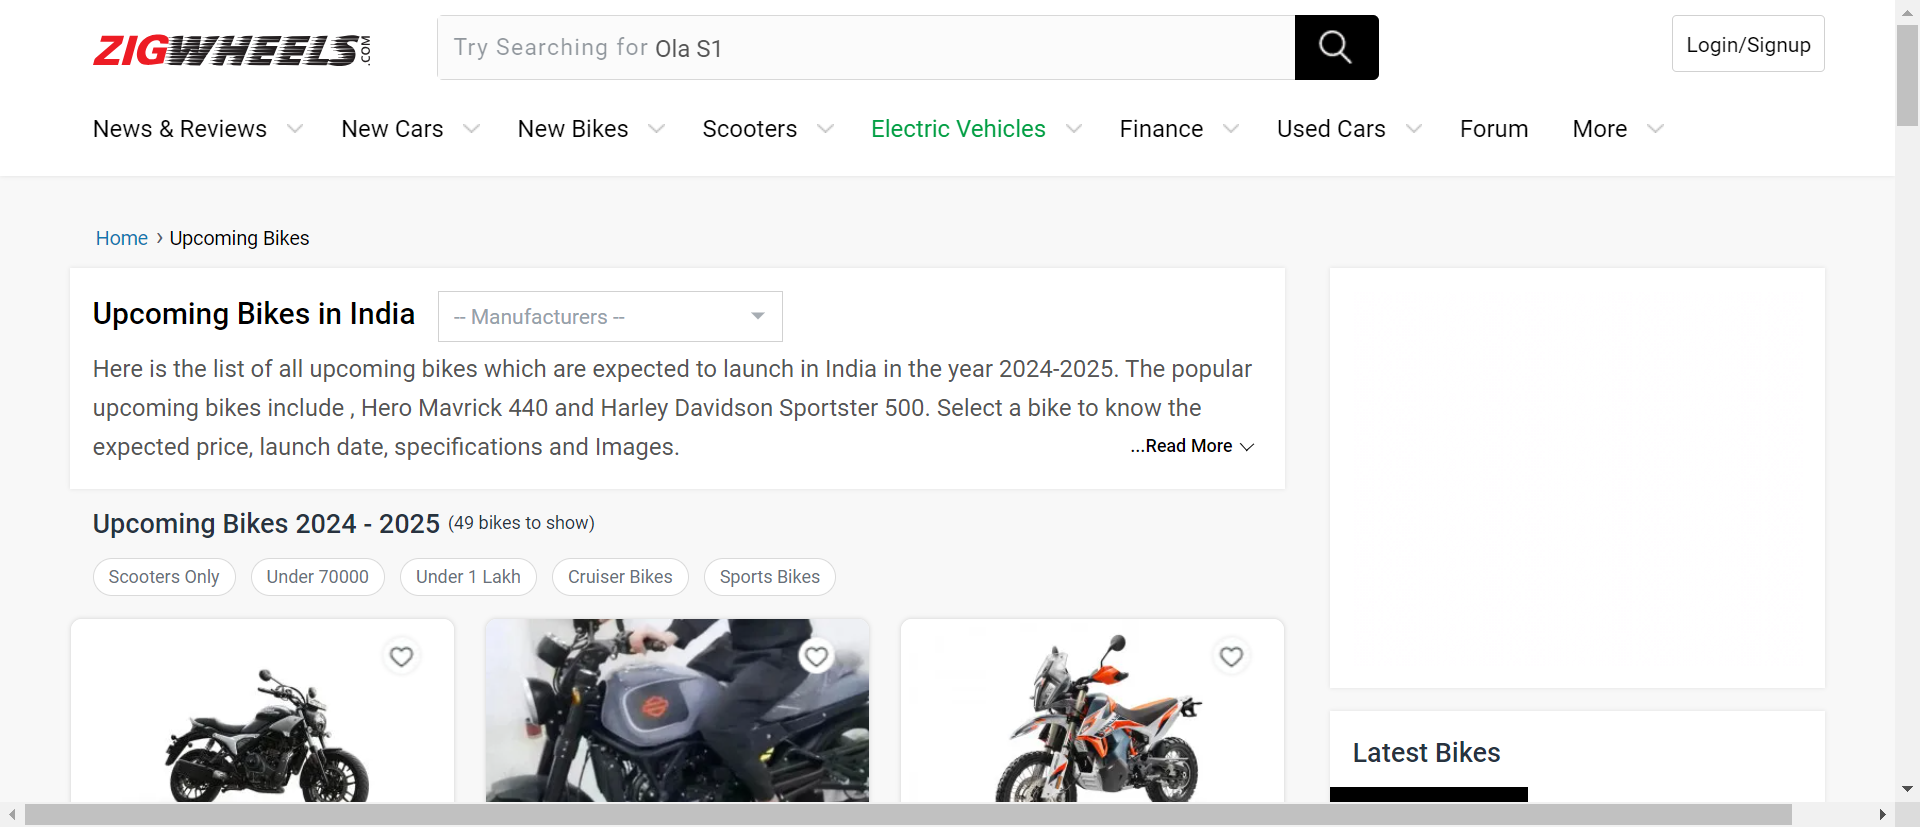 ZIGWHEELS.COM
Try Searching for Ola S1
Login/Signup
News & Reviews New Cars New Bikes Scooters Electric Vehicles Finance Used Cars Forum More
Home › Upcoming Bikes
Upcoming Bikes in India
-- Manufacturers --
Here is the list of all upcoming bikes which are expected to launch in India in the year 2024-2025. The popular
upcoming bikes include , Hero Mavrick 440 and Harley Davidson Sportster 500. Select a bike to know the
expected price, launch date, specifications and Images.
...Read More
Upcoming Bikes 2024 - 2025 (49 bikes to show)
Scooters Only Under 70000 Under 1 Lakh Cruiser Bikes Sports Bikes
Latest Bikes